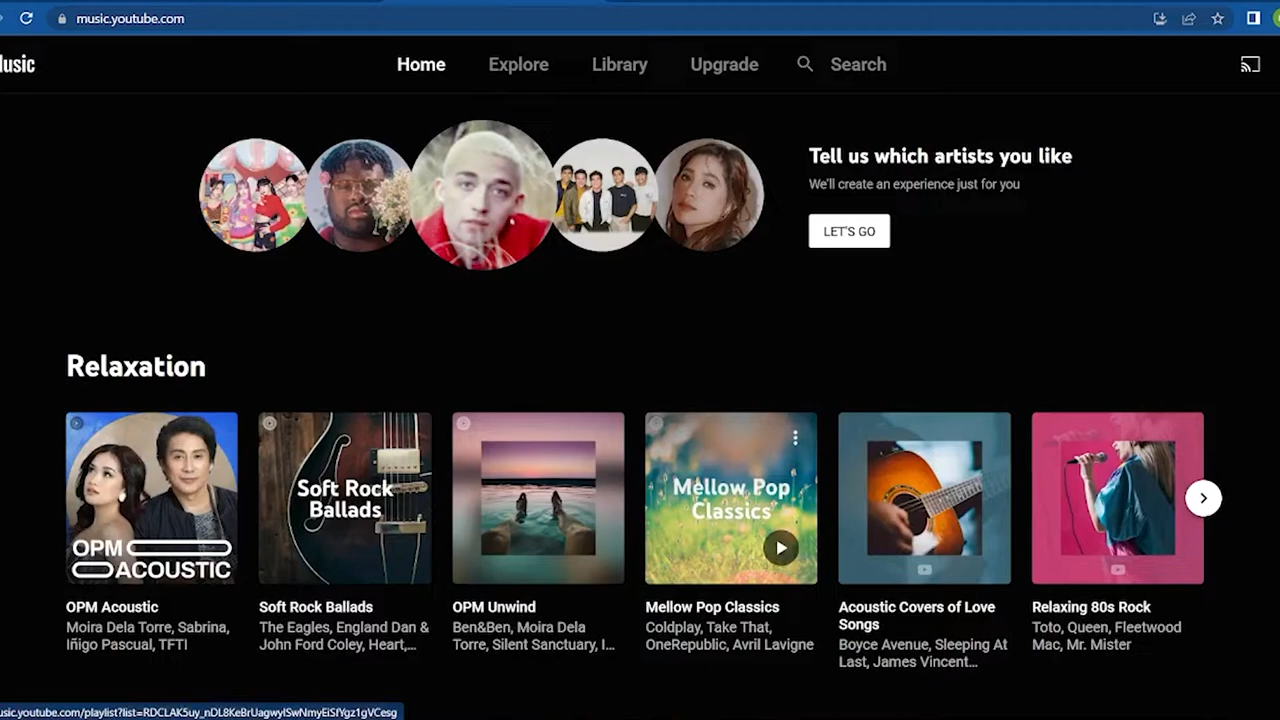 music.youtube.com
Music
Home
Explore
Library
Upgrade
Search
Tell us which artists you like
We'll create an experience just for you
LET'S GO
Relaxation
OPM
ACOUSTIC
Soft Rock
Ballads
Mellow Pop
Classics
OPM Acoustic
Moira Dela Torre, Sabrina,
Iñigo Pascual, TFTI
Soft Rock Ballads
The Eagles, England Dan &
John Ford Coley, Heart,...
OPM Unwind
Ben&Ben, Moira Dela
Torre, Silent Sanctuary, I...
Mellow Pop Classics
Coldplay, Take That,
OneRepublic, Avril Lavigne
Acoustic Covers of Love
Songs
Boyce Avenue, Sleeping At
Last, James Vincent...
Relaxing 80s Rock
Toto, Queen, Fleetwood
Mac, Mr. Mister